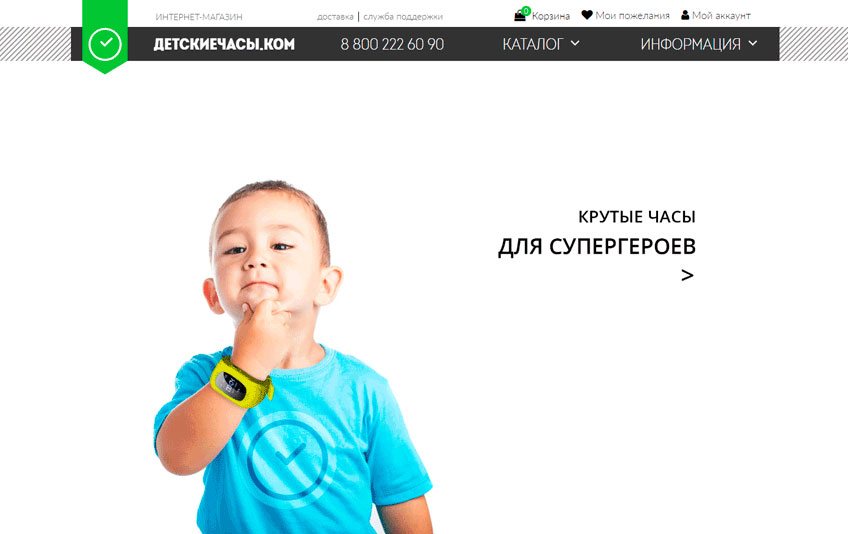 ИНТЕРНЕТ-МАГАЗИН
доставка | служба поддержки
0 Корзина
Мои пожелания
Мой аккаунт
ДЕТСКИЕЧАСЫ.КОМ
8 800 222 60 90
КАТАЛОГ
ИНФОРМАЦИЯ
КРУТЫЕ ЧАСЫ
ДЛЯ СУПЕРГЕРОЕВ
>